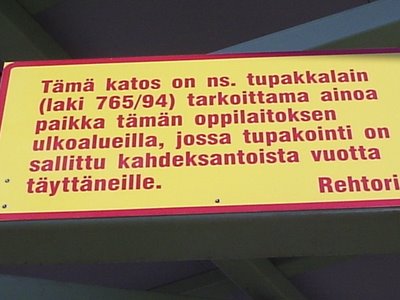 Tämä katos on ns. tupakkalain
(laki 765/94) tarkoittama ainoa
paikka tämän oppilaitoksen
ulkoalueilla, jossa tupakointi on
sallittu kahdeksantoista vuotta
täyttäneille.
Rehtori